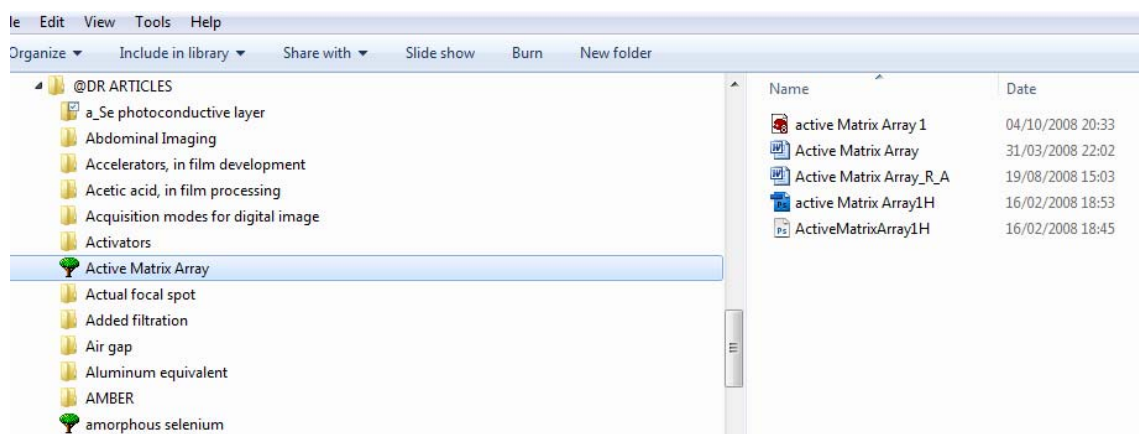 le Edit View Tools Help
Organize Include in library Share with Slide show Burn New folder
@DR ARTICLES
a_Se photoconductive layer
Abdominal Imaging
Accelerators, in film development
Acetic acid, in film processing
Acquisition modes for digital image
Activators
Active Matrix Array
Actual focal spot
Added filtration
Air gap
Aluminum equivalent
AMBER
amorphous selenium
Name Date
active Matrix Array 1 04/10/2008 20:33
Active Matrix Array 31/03/2008 22:02
Active Matrix Array_R_A 19/08/2008 15:03
active Matrix Array1H 16/02/2008 18:53
ActiveMatrixArray1H 16/02/2008 18:45